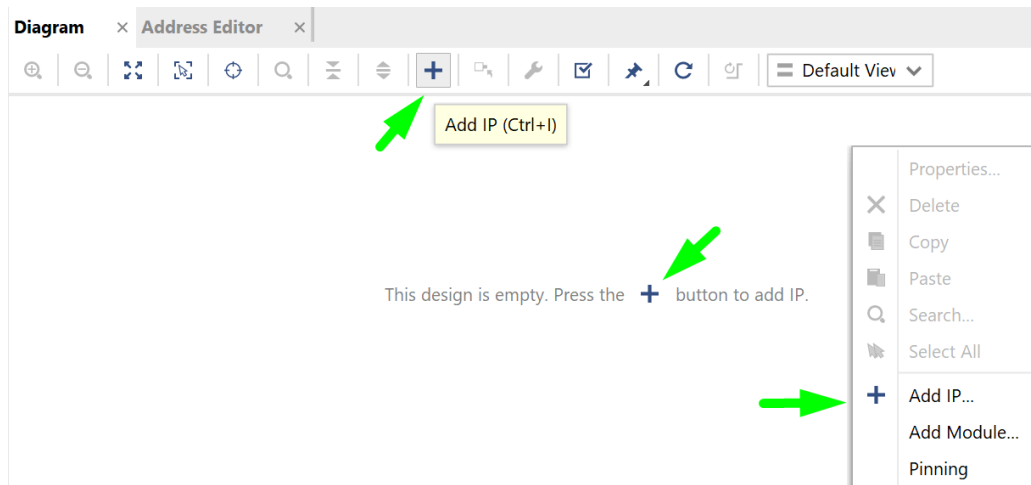 Diagram × Address Editor ×
Default View
Add IP (Ctrl+I)
This design is empty. Press the + button to add IP.
Properties...
Delete
Copy
Paste
Search...
Select All
Add IP...
Add Module...
Pinning